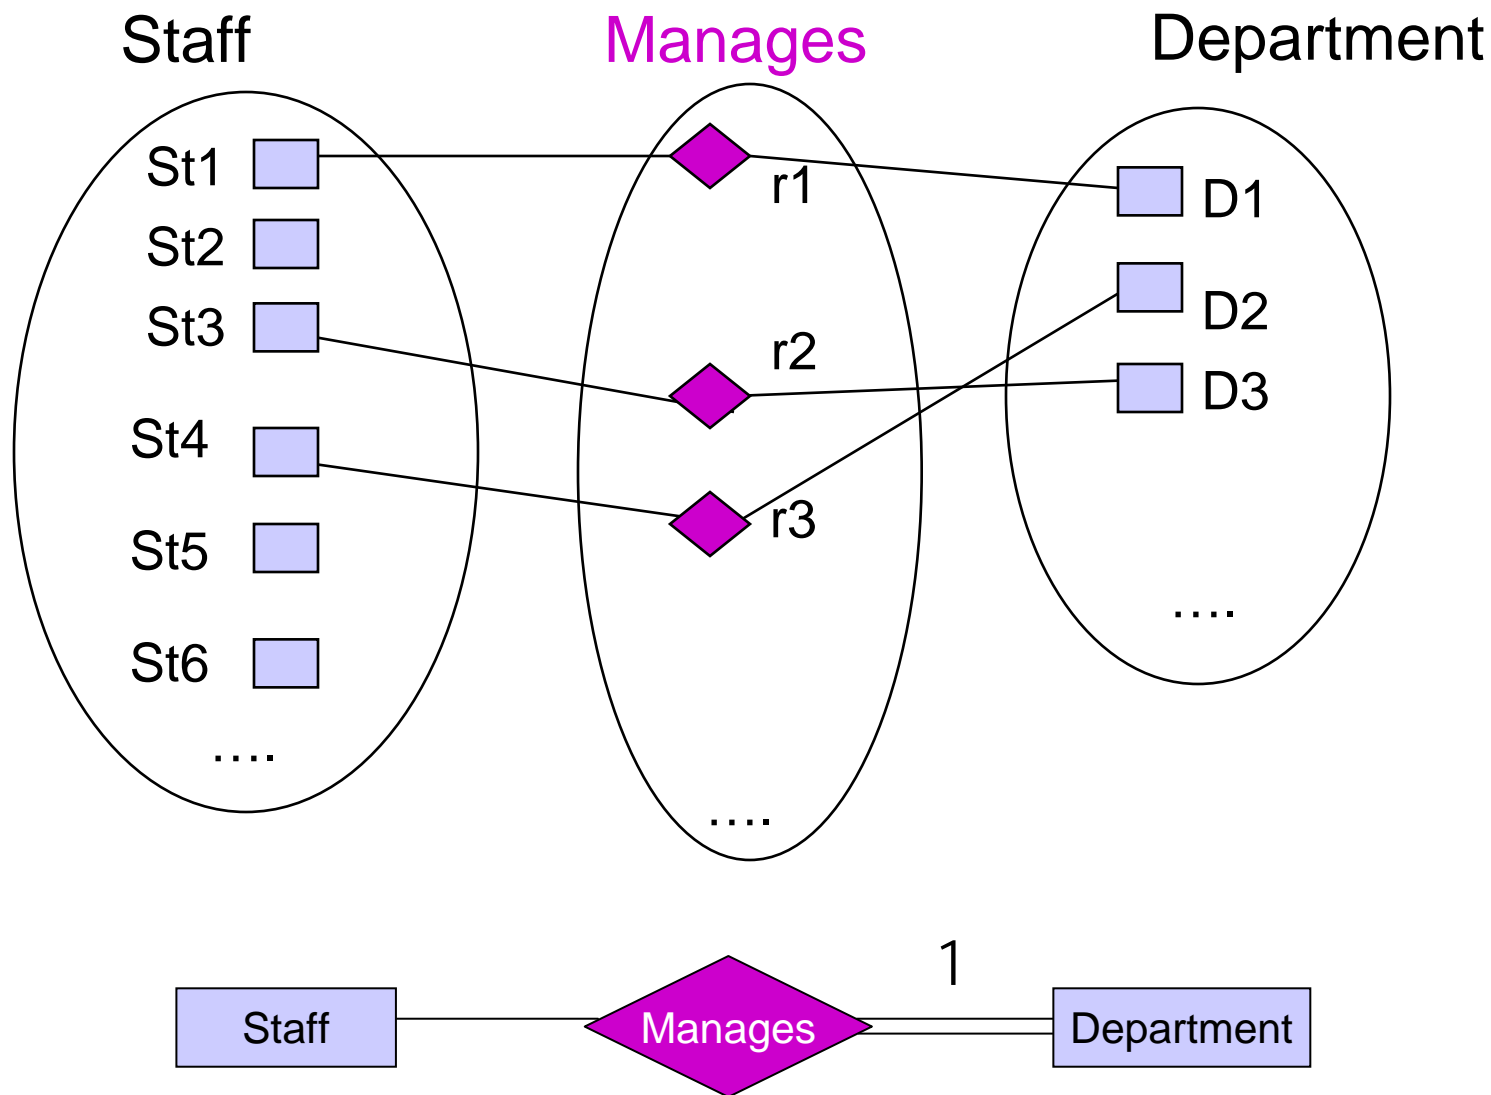 Staff Manages Department
St1 r1 D1
St2
St3 r2 D2
D3
St4
r3
St5
….
St6
….
….
1
Staff Manages Department